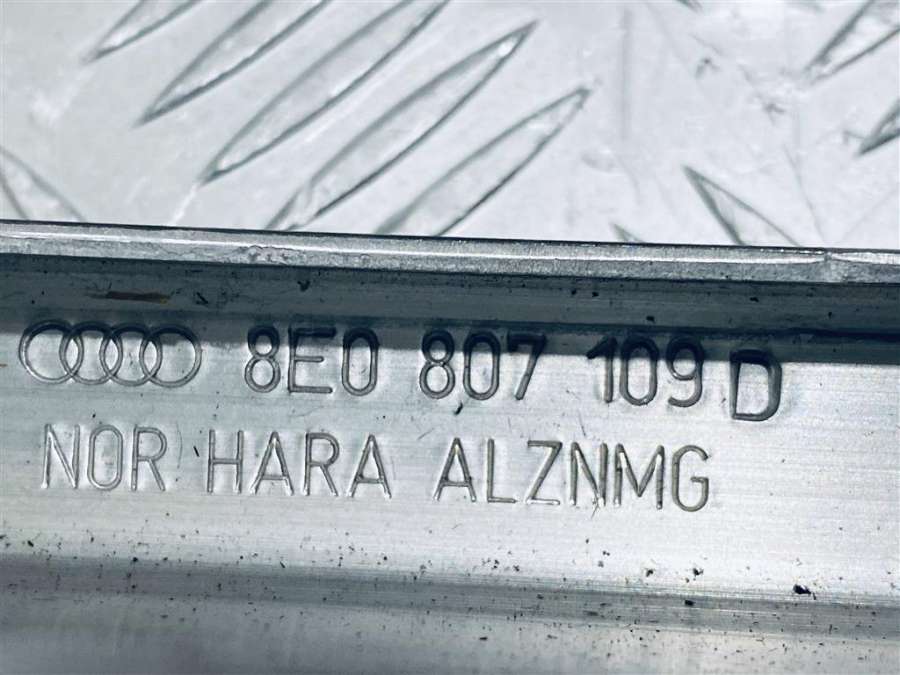 8E0 807 109 D
NOR HARA ALZNMG